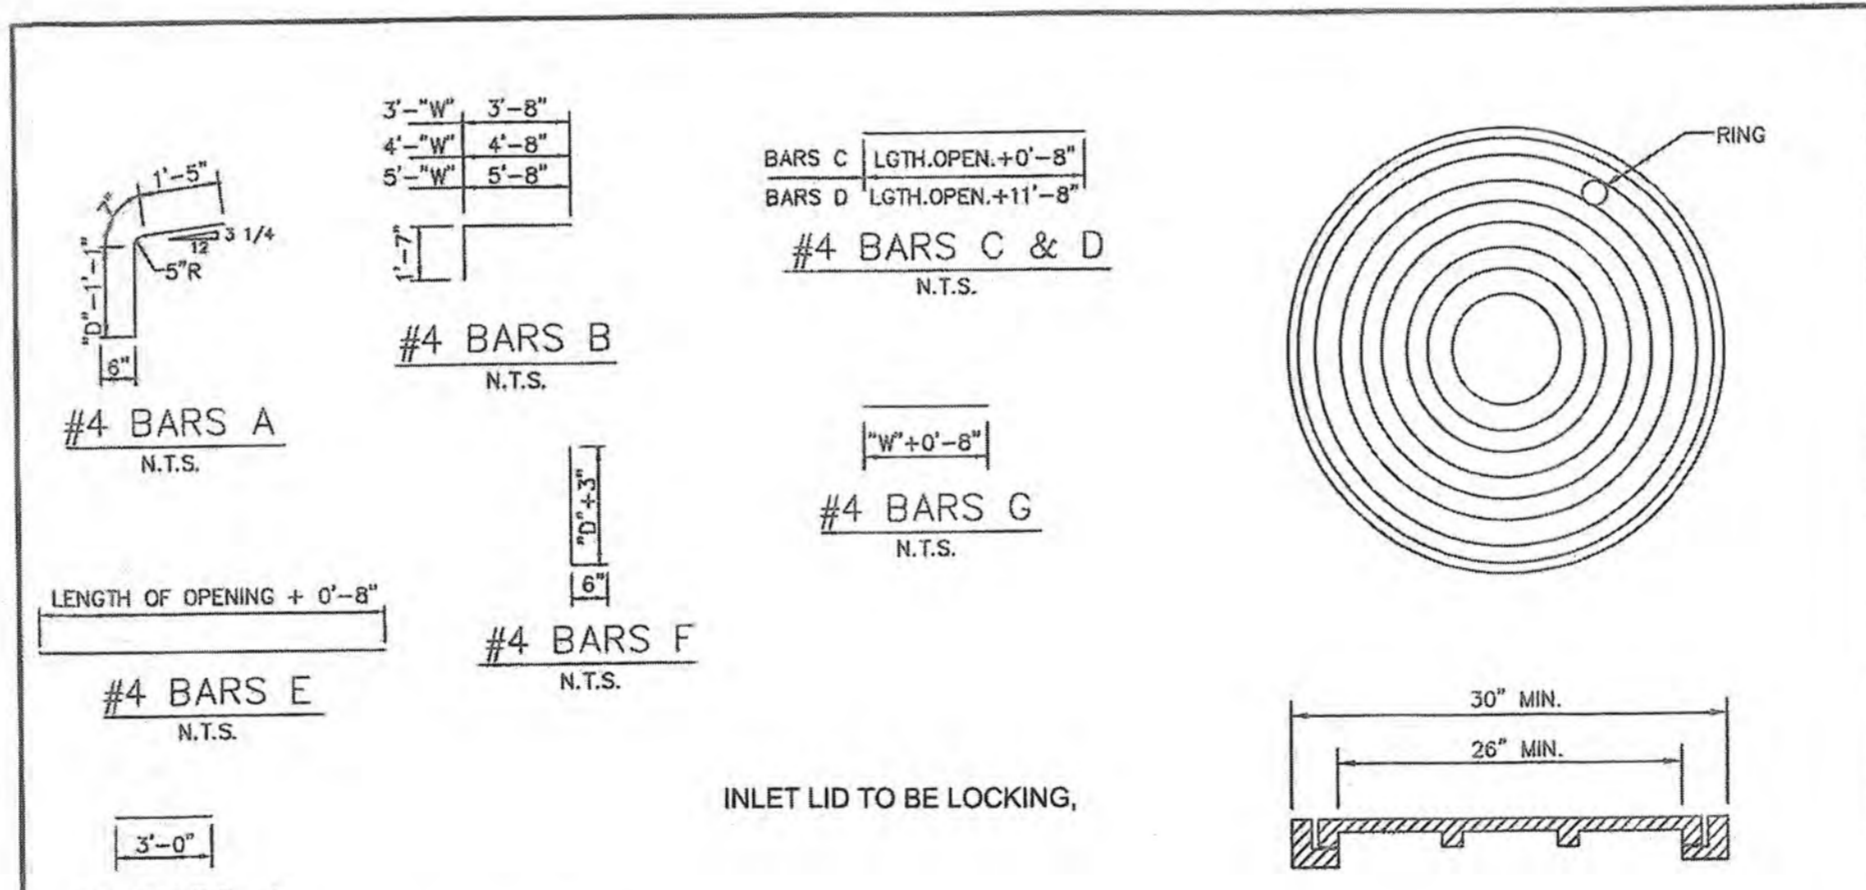 1'-5"
7"
3 1/4
12
5"R
"D"-1'-1"
6"
#4 BARS A
N.T.S.
3'-"W" 3'-8"
4'-"W" 4'-8"
5'-"W" 5'-8"
1'-7"
#4 BARS B
N.T.S.
BARS C LGTH.OPEN.+0'-8"
BARS D LGTH.OPEN.+11'-8"
#4 BARS C & D
N.T.S.
RING
"W"+0'-8"
#4 BARS G
N.T.S.
"D"+3"
6"
#4 BARS F
N.T.S.
LENGTH OF OPENING + 0'-8"
#4 BARS E
N.T.S.
30" MIN.
26" MIN.
INLET LID TO BE LOCKING,
3'-0"